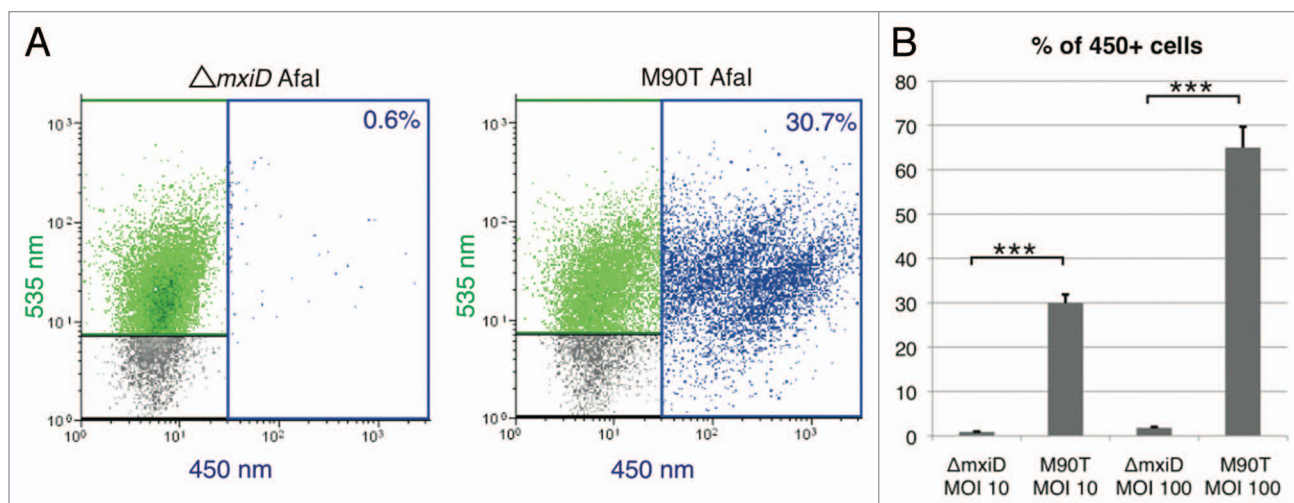 A
△mxiD AfaI
0.6%
535 nm
10³
10²
10¹
10⁰
10⁰ 10¹ 10² 10³
450 nm
M90T AfaI
30.7%
535 nm
10³
10²
10¹
10⁰
10⁰ 10¹ 10² 10³
450 nm
B
% of 450+ cells
80
70
60
50
40
30
20
10
0
***
***
ΔmxiD
MOI 10
M90T
MOI 10
ΔmxiD
MOI 100
M90T
MOI 100